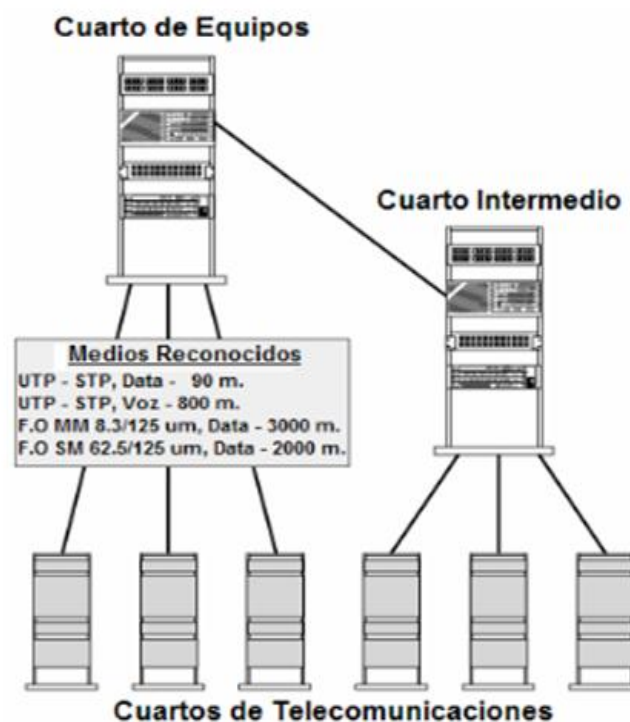 Cuarto de Equipos
Cuarto Intermedio
Medios Reconocidos
UTP - STP, Data - 90 m.
UTP - STP, Voz - 800 m.
F.O MM 8.3/125 um, Data - 3000 m.
F.O SM 62.5/125 um, Data - 2000 m.
Cuartos de Telecomunicaciones